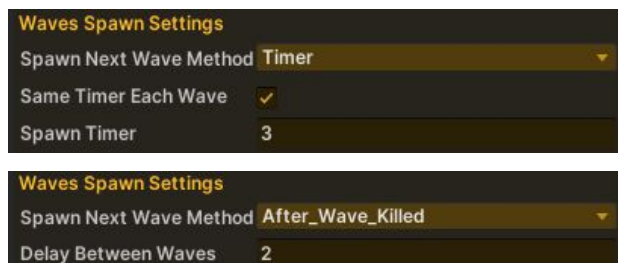 Waves Spawn Settings
Spawn Next Wave Method Timer
Same Timer Each Wave
Spawn Timer 3
Waves Spawn Settings
Spawn Next Wave Method After_Wave_Killed
Delay Between Waves 2